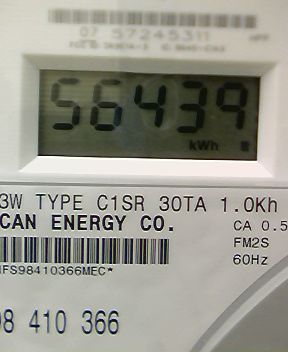 07 57245311
56439
kWh
3W TYPE C1SR 30TA 1.0Kh
CAN ENERGY CO.
CA 0.5
FM2S
IFS98410366MEC*
60Hz
98 410 366